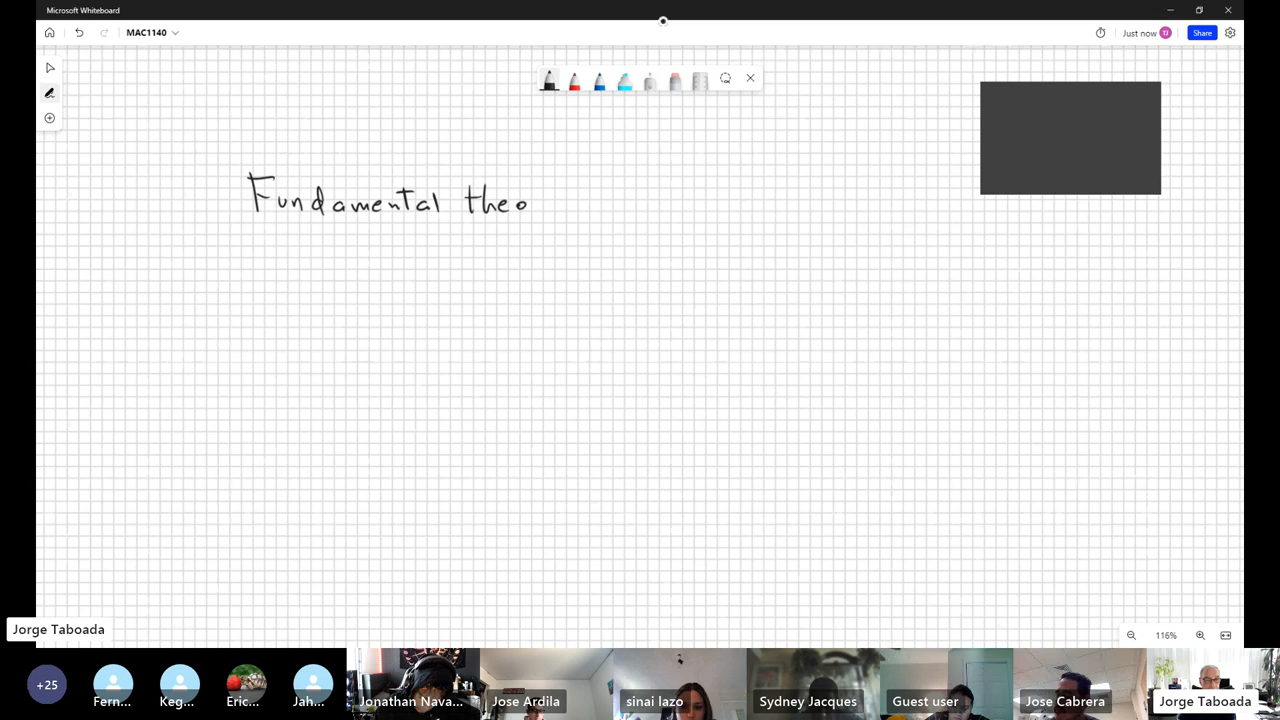 Microsoft Whiteboard
MAC1140
Just now TJ Share
Fundamental theo
116%
Jorge Taboada
+25 Fern... Keg... Eric... Jah... Jonathan Nava... Jose Ardila sinai lazo Sydney Jacques Guest user Jose Cabrera Jorge Taboada